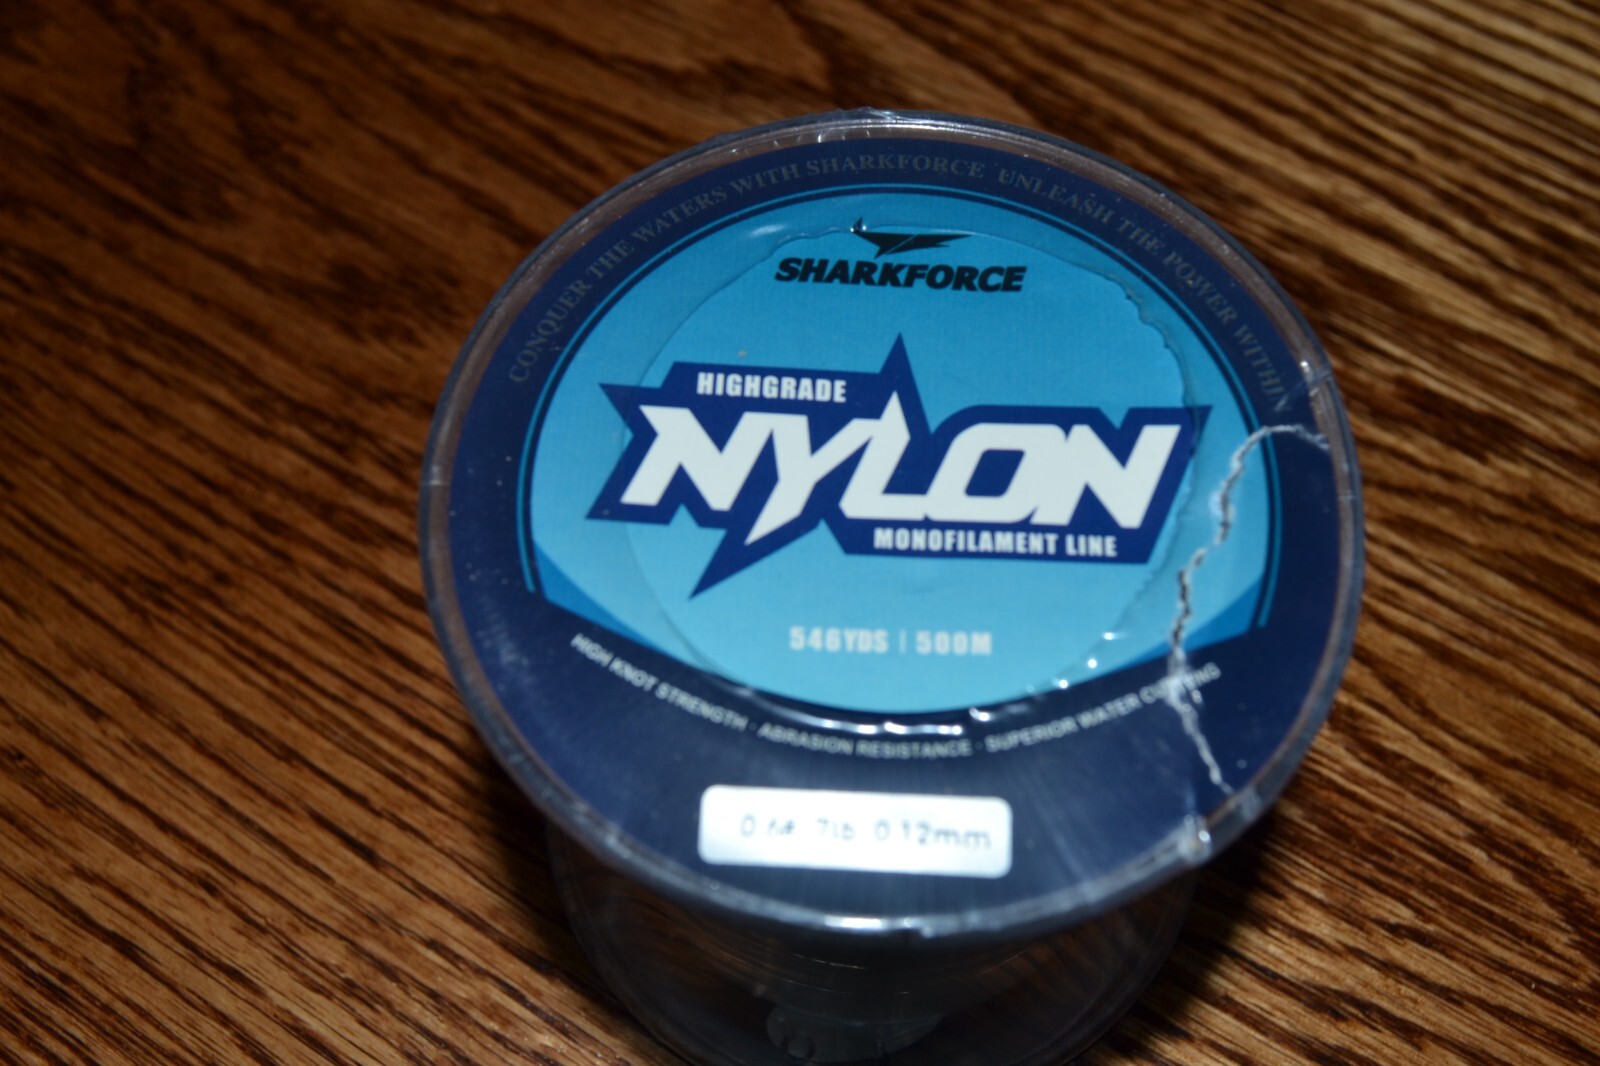 CONQUER THE WATERS WITH SHARKFORCE UNLEASH THE POWER WITHIN
SHARKFORCE
HIGHGRADE
NYLON
MONOFILAMENT LINE
546YDS | 500M
HIGH KNOT STRENGTH · ABRASION RESISTANCE · SUPERIOR WATER
7lb 0.12mm